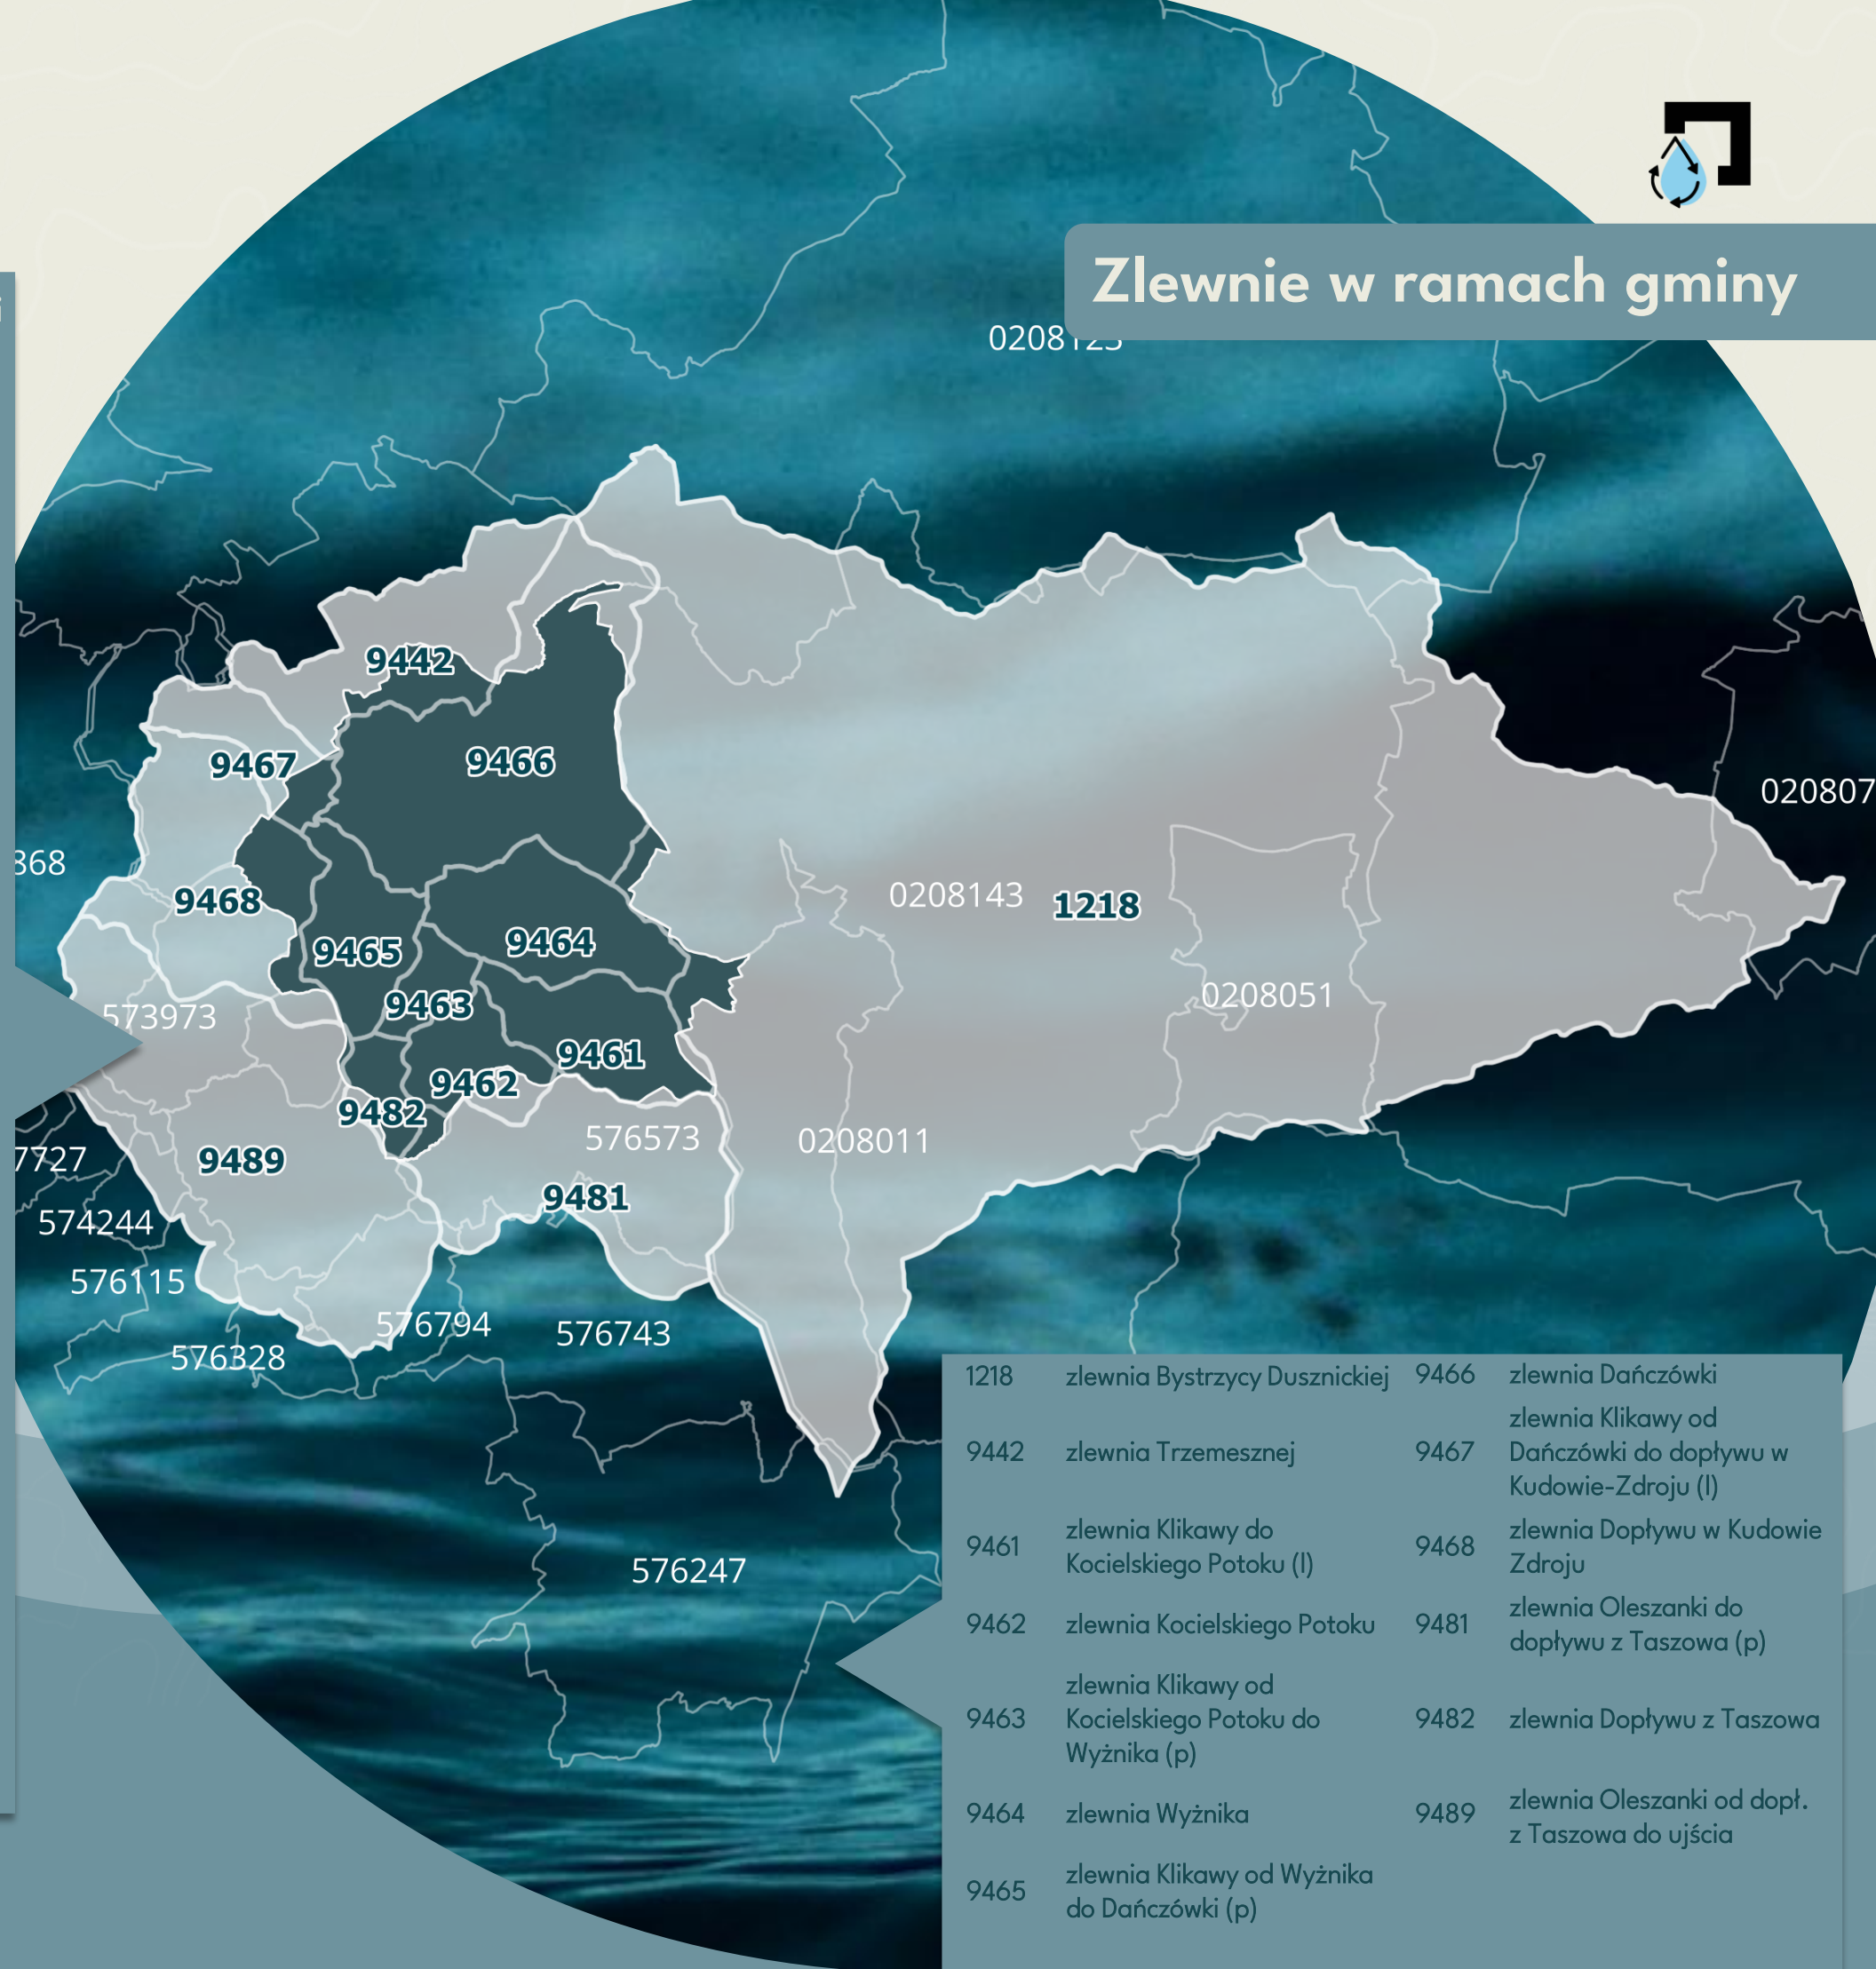 Zlewnie w ramach gminy
9442
9467
9466
020807
868
9468
0208143
1218
9465
9464
0208051
573973
9463
9461
9462
9482
576573
0208011
7727
9489
9481
574244
576115
576794
576743
576328
576247
1218 zlewnia Bystrzycy Dusznickiej
9442 zlewnia Trzemesznej
9461 zlewnia Klikawy do
Kocielskiego Potoku (l)
9462 zlewnia Kocielskiego Potoku
9463 zlewnia Klikawy od
Kocielskiego Potoku do
Wyżnika (p)
9464 zlewnia Wyżnika
9465 zlewnia Klikawy od Wyżnika
do Dańczówki (p)
9466 zlewnia Dańczówki
9467 zlewnia Klikawy od
Dańczówki do dopływu w
Kudowie-Zdroju (l)
9468 zlewnia Dopływu w Kudowie
Zdroju
9481 zlewnia Oleszanki do
dopływu z Taszowa (p)
9482 zlewnia Dopływu z Taszowa
9489 zlewnia Oleszanki od dopł.
z Taszowa do ujścia